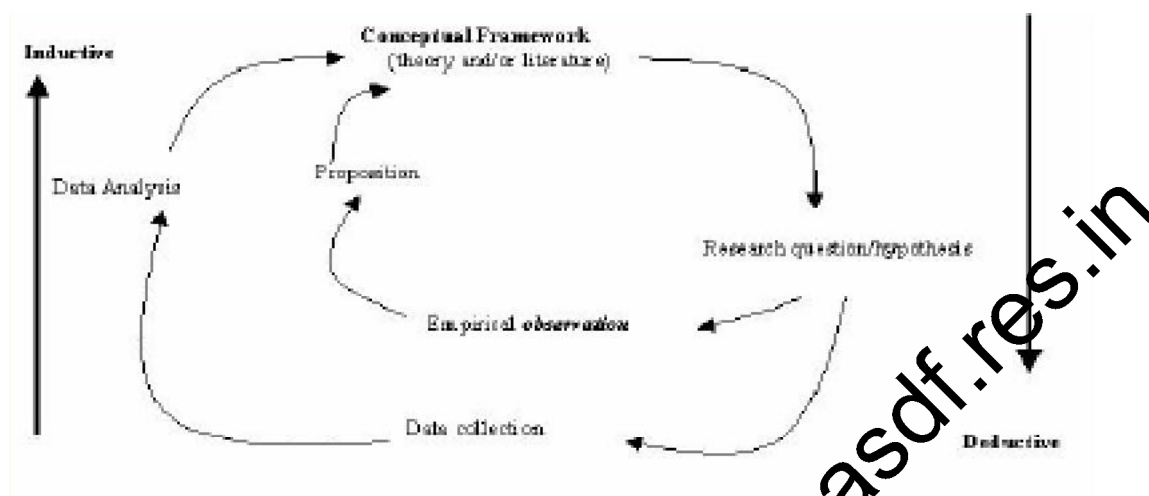 Conceptual Framework
(theory and/or literature)
Inductive
Data Analysis
Proposition
Research question/hypothesis
Empirical observation
Data collection
Deductive
asdf.res.in